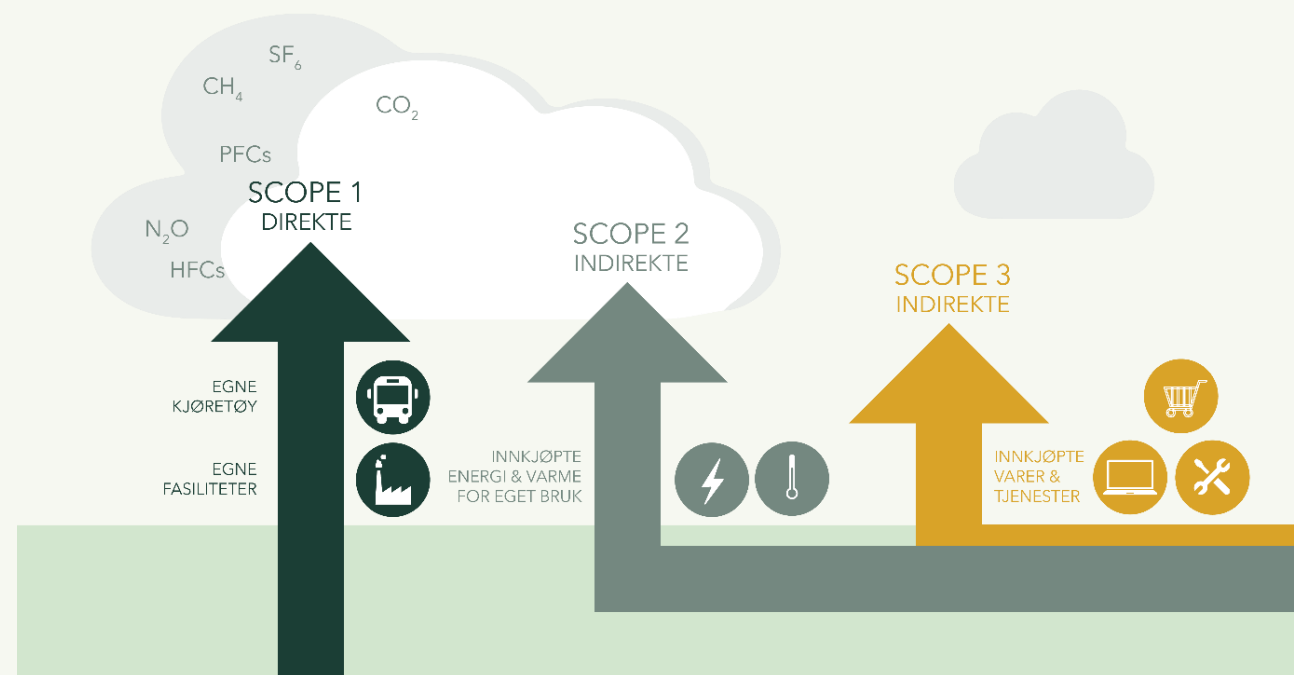 SF₆
CH₄
CO₂
PFCs
N₂O
HFCs
SCOPE 1
DIREKTE
SCOPE 2
INDIREKTE
SCOPE 3
INDIREKTE
EGNE
KJØRETØY
EGNE
FASILITETER
INNKJØPTE
ENERGI & VARME
FOR EGET BRUK
INNKJØPTE
VARER &
TJENESTER